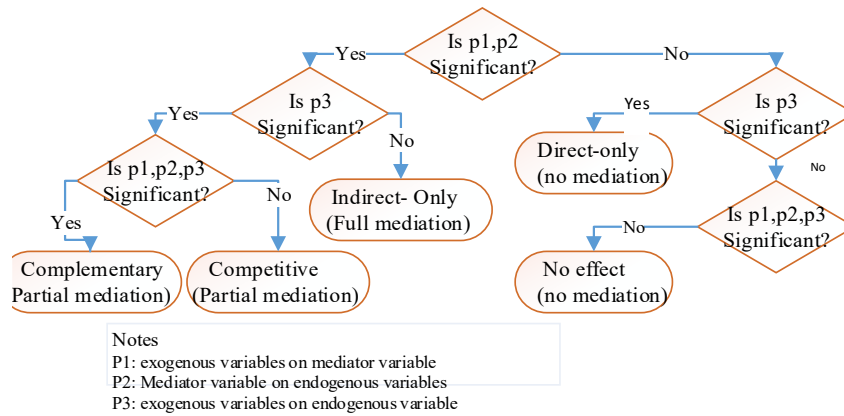 Is p1,p2
Significant?
Yes
No
Is p3
Significant?
Is p3
Significant?
Yes
Yes
No
Direct-only
(no mediation)
No
Is p1,p2,p3
Significant?
Indirect- Only
(Full mediation)
Is p1,p2,p3
Significant?
Yes
No
No
Complementary
(Partial mediation)
Competitive
(Partial mediation)
No effect
(no mediation)
Notes
P1: exogenous variables on mediator variable
P2: Mediator variable on endogenous variables
P3: exogenous variables on endogenous variable